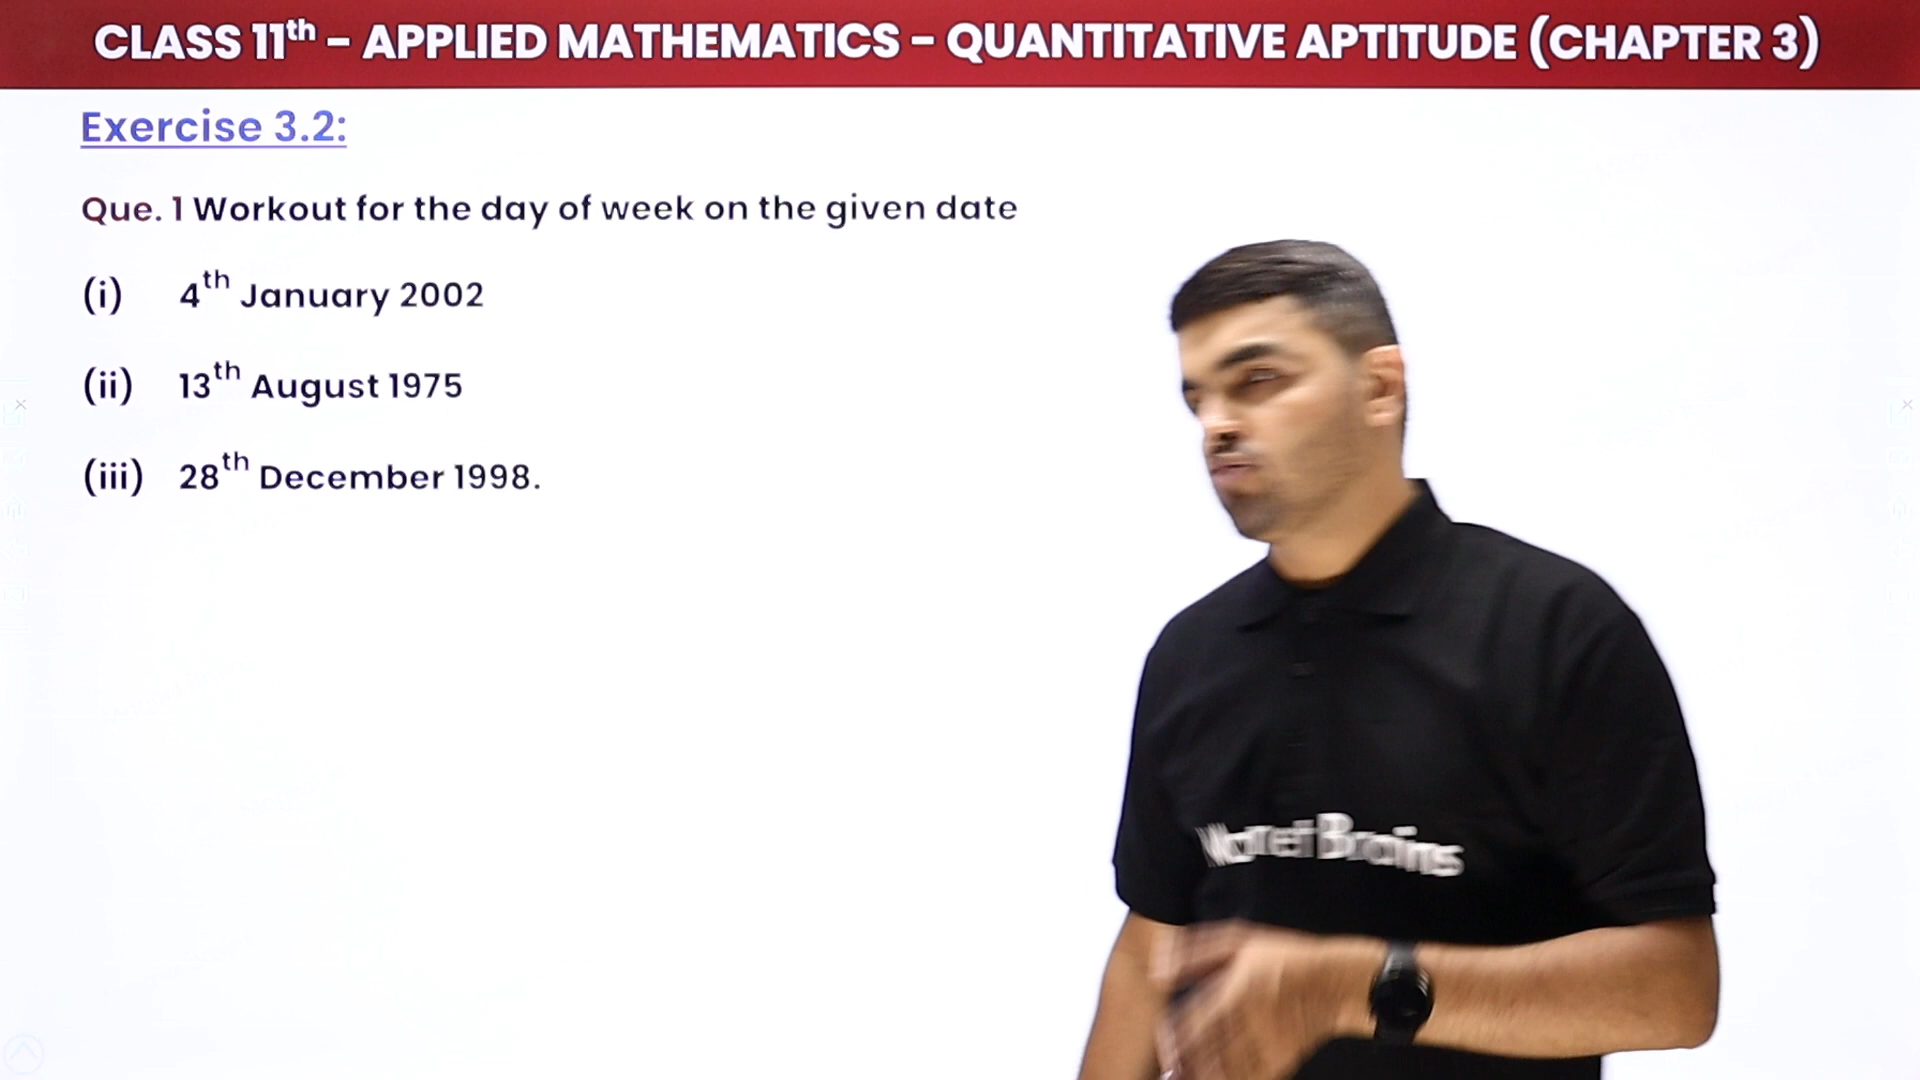 CLASS 11th – APPLIED MATHEMATICS – QUANTITATIVE APTITUDE (CHAPTER 3)
Exercise 3.2:
Que. 1 Workout for the day of week on the given date
(i) 4th January 2002
(ii) 13th August 1975
(iii) 28th December 1998.
Brains